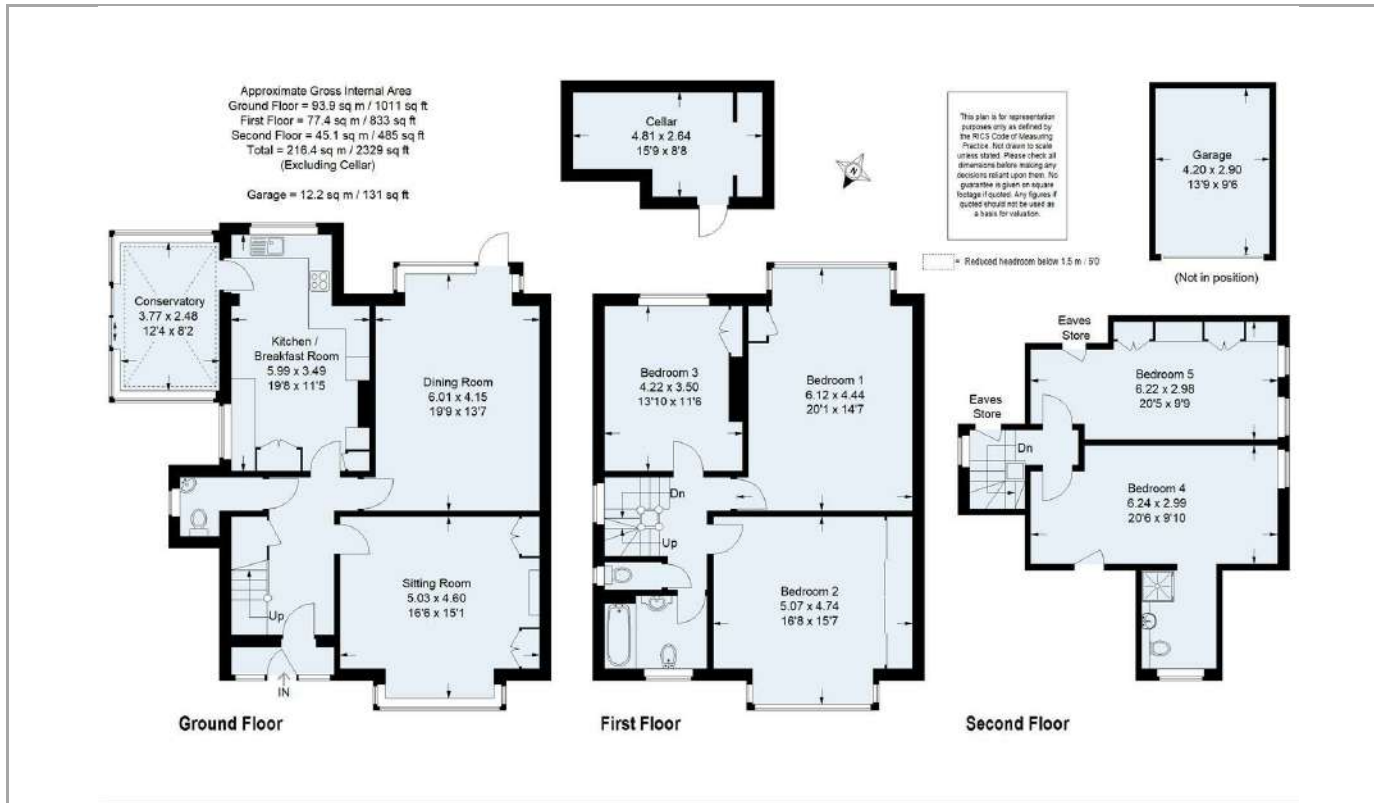 Approximate Gross Internal Area
Ground Floor = 93.9 sq m / 1011 sq ft
First Floor = 77.4 sq m / 833 sq ft
Second Floor = 45.1 sq m / 485 sq ft
Total = 216.4 sq m / 2329 sq ft
(Excluding Cellar)
Garage = 12.2 sq m / 131 sq ft
Cellar
4.81 x 2.64
15'9 x 8'8
N
This plan is for representation
purposes only as defined by
the RICS Code of Measuring
Practice. Not drawn to scale
unless stated. Please check all
dimensions before making any
decisions reliant upon them. No
guarantee is given on square
footage if quoted. Any figures if
quoted should not be used as
a basis for valuation.
= Reduced headroom below 1.5 m / 5'0
Garage
4.20 x 2.90
13'9 x 9'6
(Not in position)
Conservatory
3.77 x 2.48
12'4 x 8'2
Kitchen /
Breakfast Room
5.99 x 3.49
19'8 x 11'5
Dining Room
6.01 x 4.15
19'9 x 13'7
Sitting Room
5.03 x 4.60
16'6 x 15'1
Up
IN
Ground Floor
Bedroom 3
4.22 x 3.50
13'10 x 11'6
Bedroom 1
6.12 x 4.44
20'1 x 14'7
Dn
Up
Bedroom 2
5.07 x 4.74
16'8 x 15'7
First Floor
Eaves
Store
Bedroom 5
6.22 x 2.98
20'5 x 9'9
Eaves
Store
Dn
Bedroom 4
6.24 x 2.99
20'6 x 9'10
Second Floor